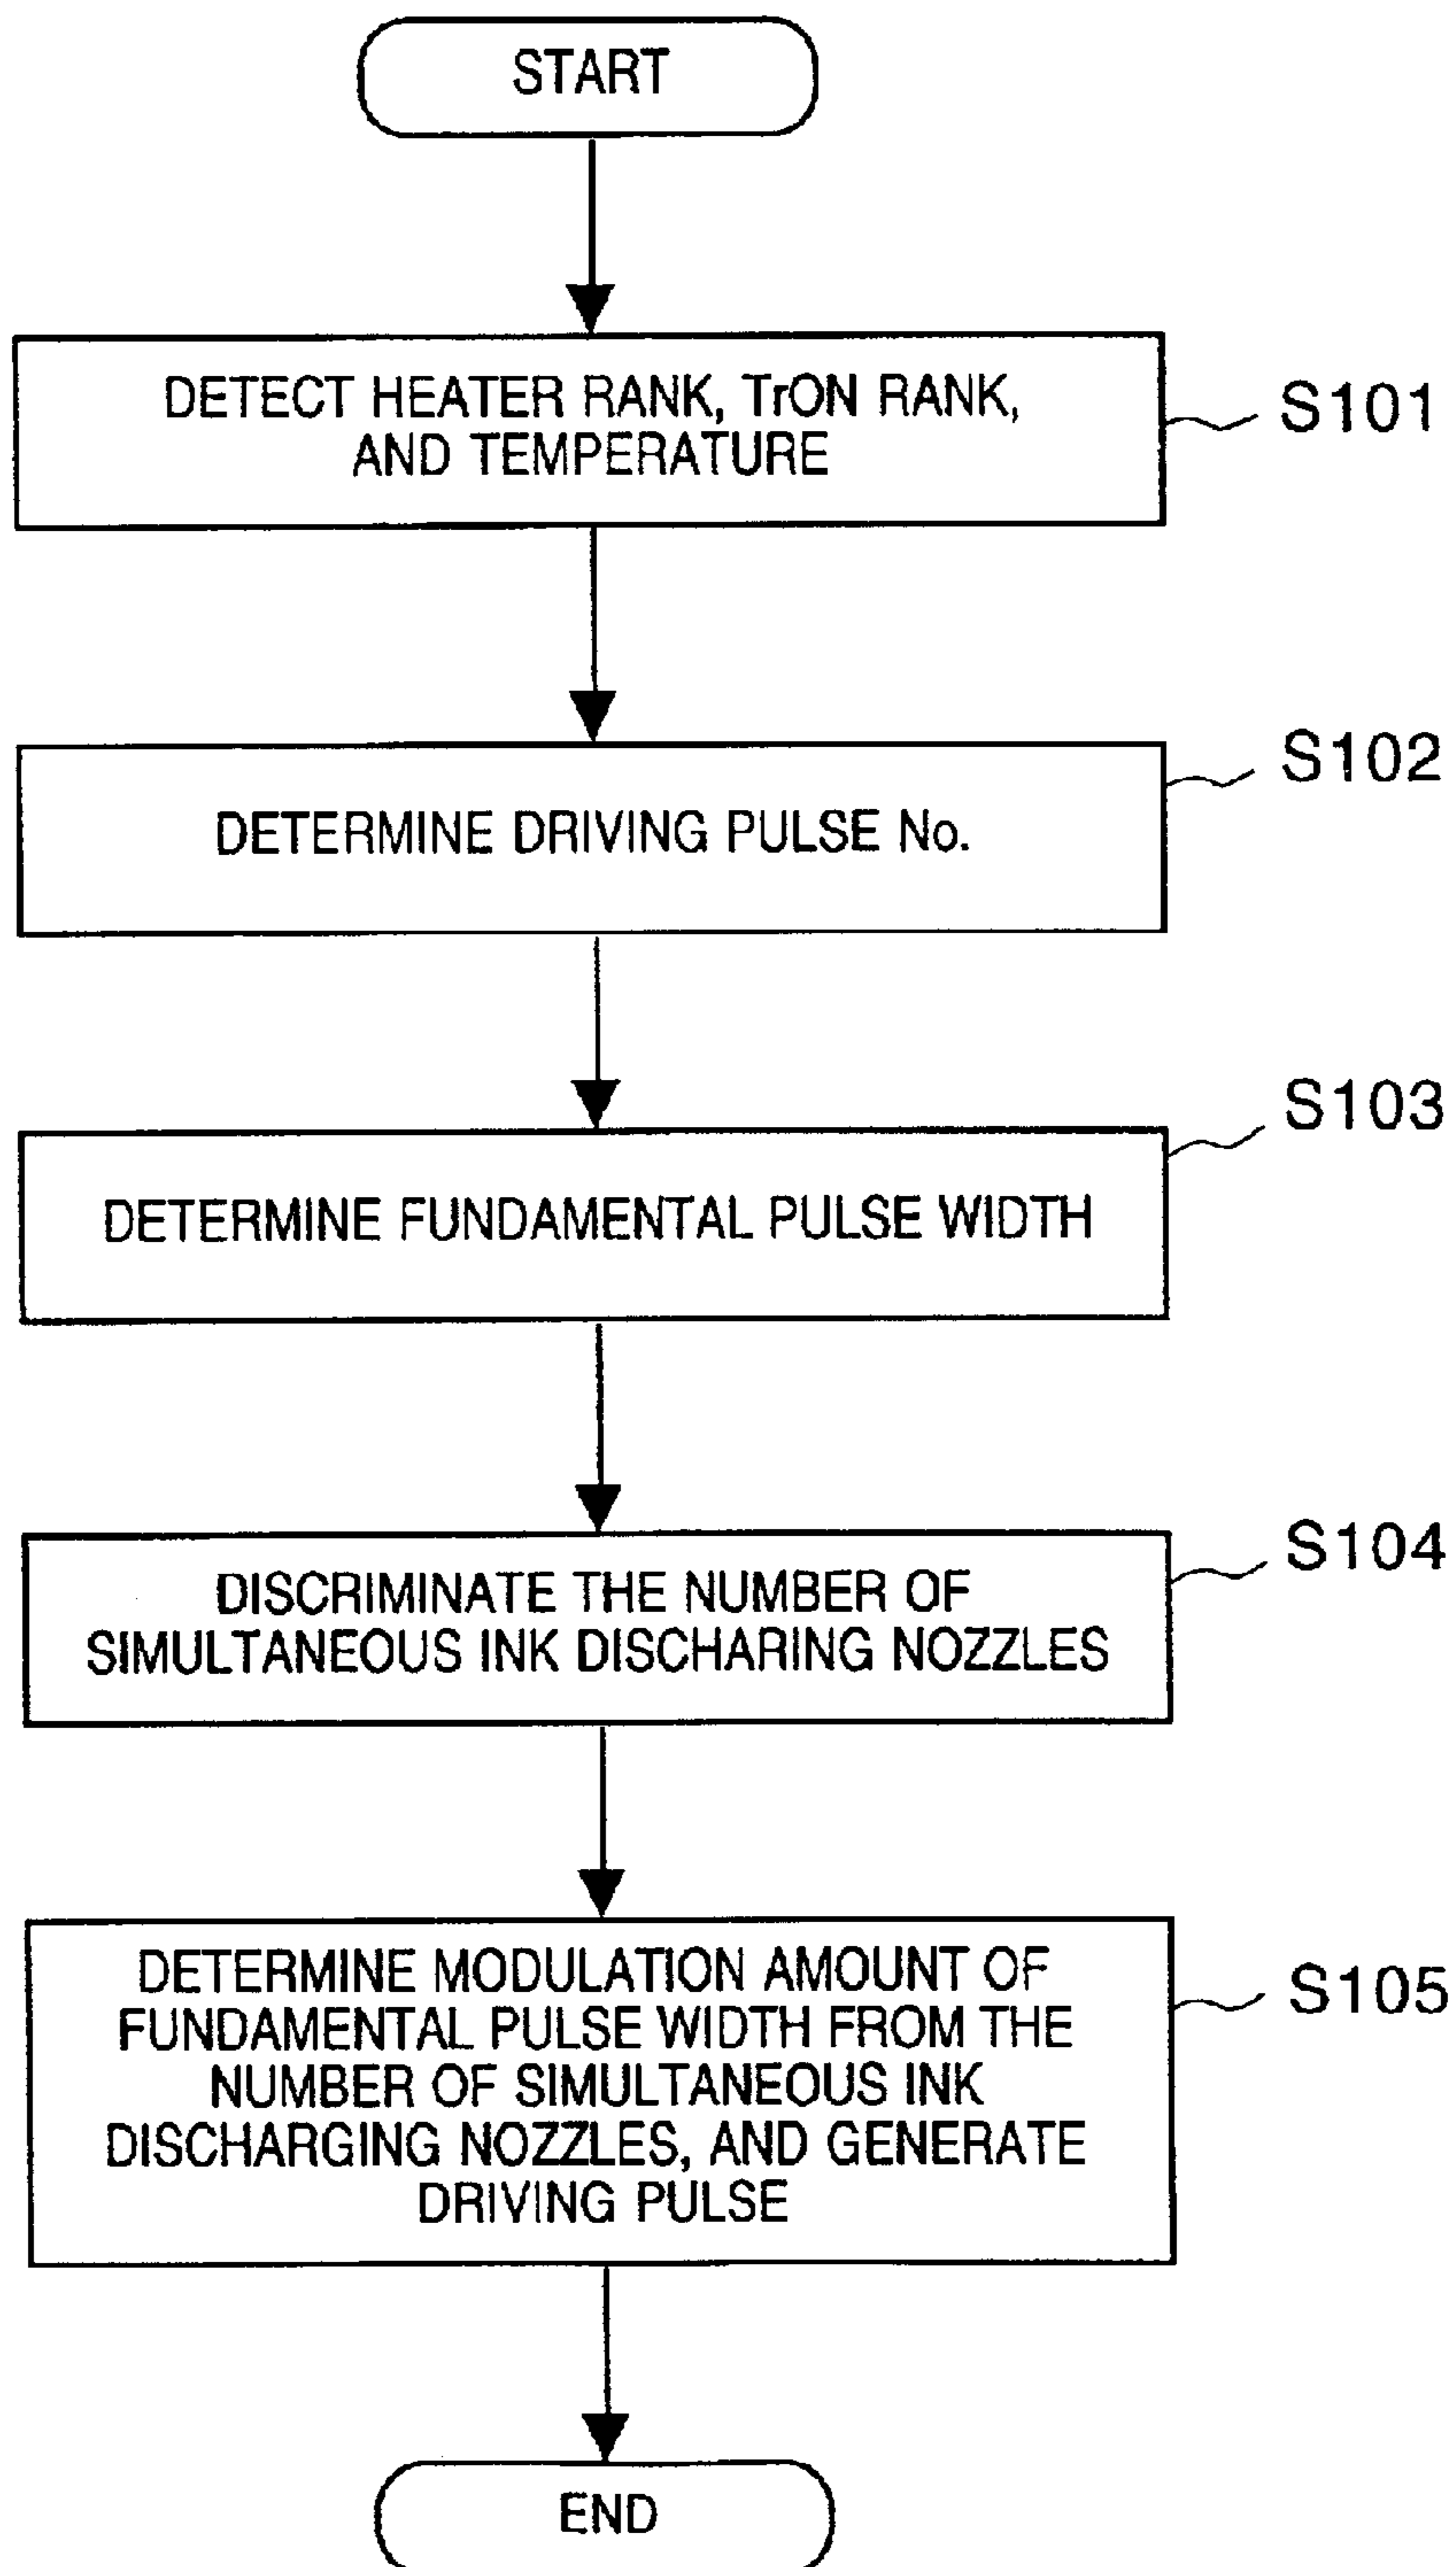 START
DETECT HEATER RANK, TrON RANK,
AND TEMPERATURE
S101
DETERMINE DRIVING PULSE No.
S102
DETERMINE FUNDAMENTAL PULSE WIDTH
S103
DISCRIMINATE THE NUMBER OF
SIMULTANEOUS INK DISCHARING NOZZLES
S104
DETERMINE MODULATION AMOUNT OF
FUNDAMENTAL PULSE WIDTH FROM THE
NUMBER OF SIMULTANEOUS INK
DISCHARGING NOZZLES, AND GENERATE
DRIVING PULSE
S105
END